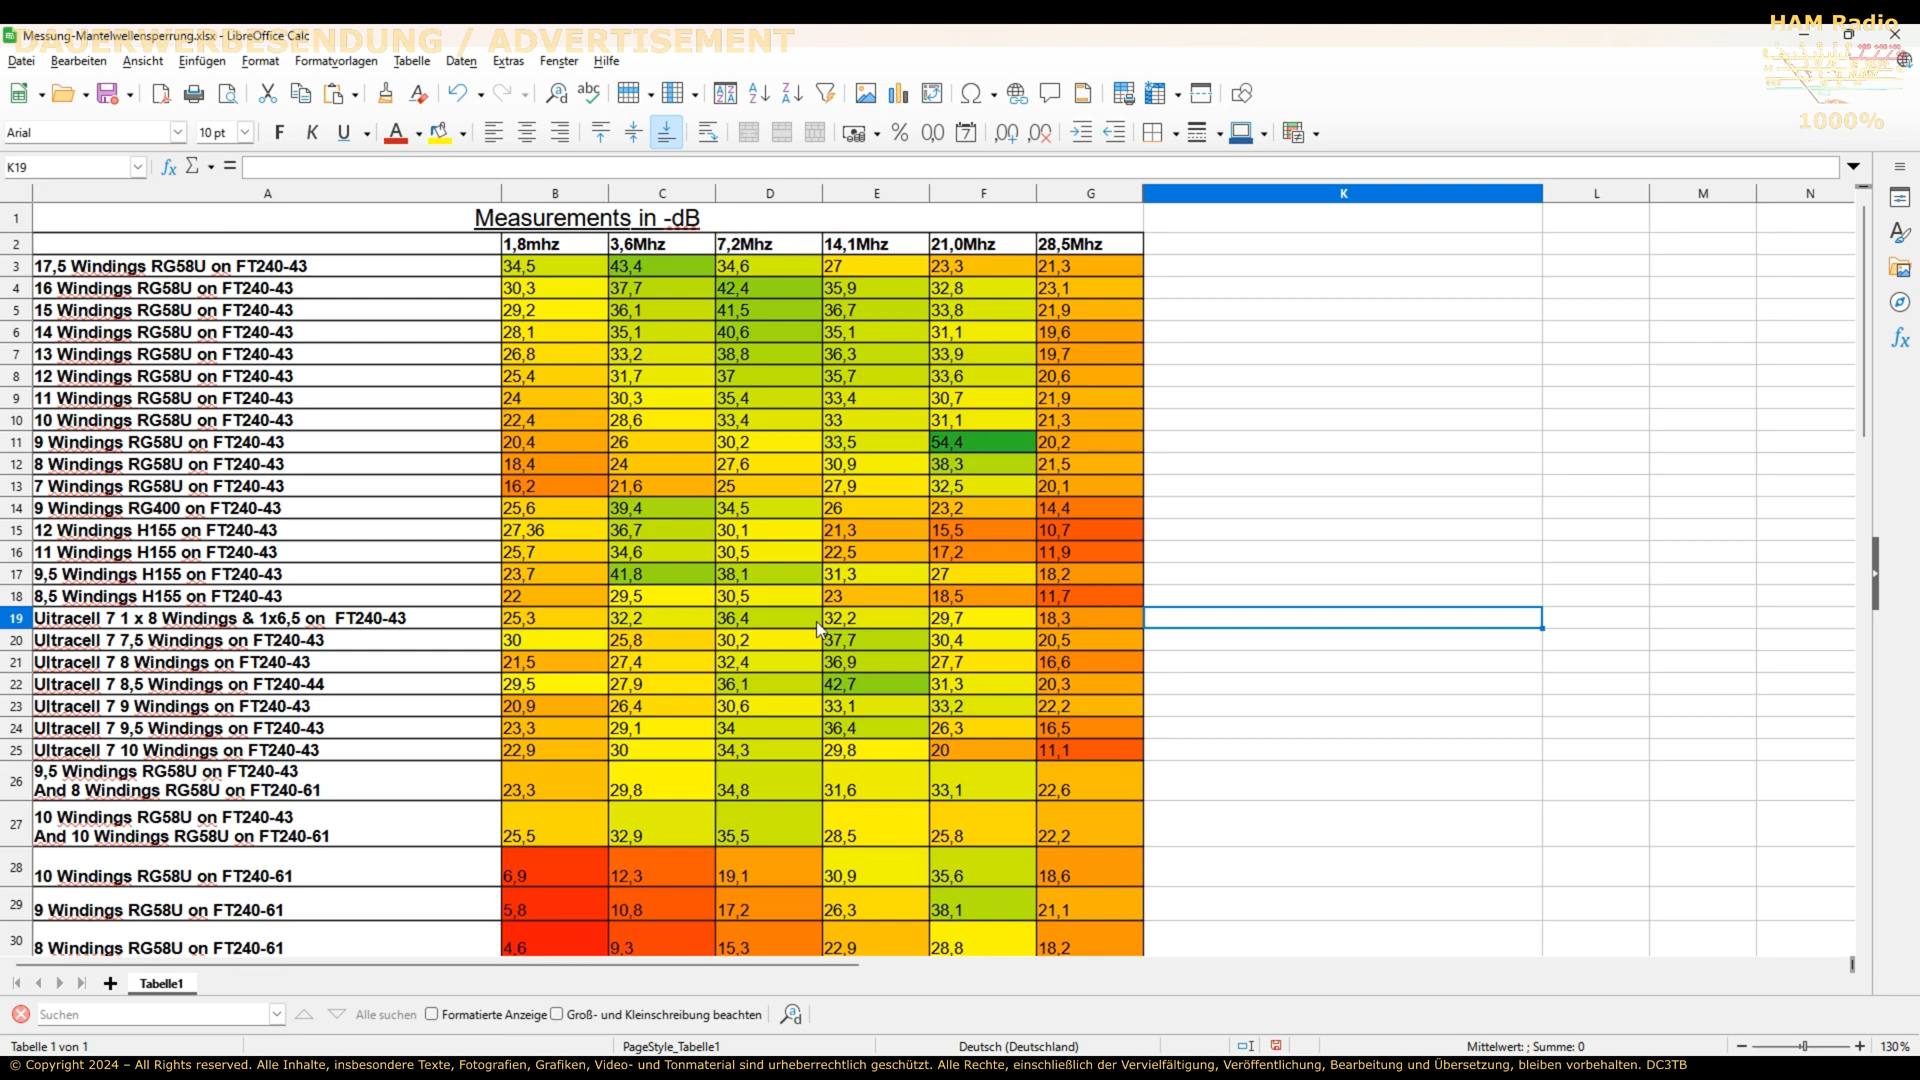 HAM Radio
Messung-Mantelwellensperrung.xlsx - LibreOffice Calc
DAUERWERBESENDUNG / ADVERTISEMENT
Datei Bearbeiten Ansicht Einfügen Format Formatvorlagen Tabelle Daten Extras Fenster Hilfe
1000%
Arial 10 pt F K U
K19
A B C D E F G K L M N
1 Measurements in -dB
2 1,8mhz 3,6Mhz 7,2Mhz 14,1Mhz 21,0Mhz 28,5Mhz
3 17,5 Windings RG58U on FT240-43 34,5 43,4 34,6 27 23,3 21,3
4 16 Windings RG58U on FT240-43 30,3 37,7 42,4 35,9 32,8 23,1
5 15 Windings RG58U on FT240-43 29,2 36,1 41,5 36,7 33,8 21,9
6 14 Windings RG58U on FT240-43 28,1 35,1 40,6 35,1 31,1 19,6
7 13 Windings RG58U on FT240-43 26,8 33,2 38,8 36,3 33,9 19,7
8 12 Windings RG58U on FT240-43 25,4 31,7 37 35,7 33,6 20,6
9 11 Windings RG58U on FT240-43 24 30,3 35,4 33,4 30,7 21,9
10 10 Windings RG58U on FT240-43 22,4 28,6 33,4 33 31,1 21,3
11 9 Windings RG58U on FT240-43 20,4 26 30,2 33,5 54,4 20,2
12 8 Windings RG58U on FT240-43 18,4 24 27,6 30,9 38,3 21,5
13 7 Windings RG58U on FT240-43 16,2 21,6 25 27,9 32,5 20,1
14 9 Windings RG400 on FT240-43 25,6 39,4 34,5 26 23,2 14,4
15 12 Windings H155 on FT240-43 27,36 36,7 30,1 21,3 15,5 10,7
16 11 Windings H155 on FT240-43 25,7 34,6 30,5 22,5 17,2 11,9
17 9,5 Windings H155 on FT240-43 23,7 41,8 38,1 31,3 27 18,2
18 8,5 Windings H155 on FT240-43 22 29,5 30,5 23 18,5 11,7
19 Uitracell 7 1 x 8 Windings & 1x6,5 on FT240-43 25,3 32,2 36,4 32,2 29,7 18,3
20 Ultracell 7 7,5 Windings on FT240-43 30 25,8 30,2 37,7 30,4 20,5
21 Ultracell 7 8 Windings on FT240-43 21,5 27,4 32,4 36,9 27,7 16,6
22 Ultracell 7 8,5 Windings on FT240-44 29,5 27,9 36,1 42,7 31,3 20,3
23 Ultracell 7 9 Windings on FT240-43 20,9 26,4 30,6 33,1 33,2 22,2
24 Ultracell 7 9,5 Windings on FT240-43 23,3 29,1 34 36,4 26,3 16,5
25 Ultracell 7 10 Windings on FT240-43 22,9 30 34,3 29,8 20 11,1
9,5 Windings RG58U on FT240-43
26 And 8 Windings RG58U on FT240-61 23,3 29,8 34,8 31,6 33,1 22,6
10 Windings RG58U on FT240-43
27 And 10 Windings RG58U on FT240-61 25,5 32,9 35,5 28,5 25,8 22,2
28 10 Windings RG58U on FT240-61 6,9 12,3 19,1 30,9 35,6 18,6
29 9 Windings RG58U on FT240-61 5,8 10,8 17,2 26,3 38,1 21,1
30 8 Windings RG58U on FT240-61 4,6 9,3 15,3 22,9 28,8 18,2
Tabelle1
Suchen Alle suchen Formatierte Anzeige Groß- und Kleinschreibung beachten
Tabelle 1 von 1 PageStyle_Tabelle1 Deutsch (Deutschland) Mittelwert: ; Summe: 0 130%
© Copyright 2024 – All Rights reserved. Alle Inhalte, insbesondere Texte, Fotografien, Grafiken, Video- und Tonmaterial sind urheberrechtlich geschützt. Alle Rechte, einschließlich der Vervielfältigung, Veröffentlichung, Bearbeitung und Übersetzung, bleiben vorbehalten. DC3TB